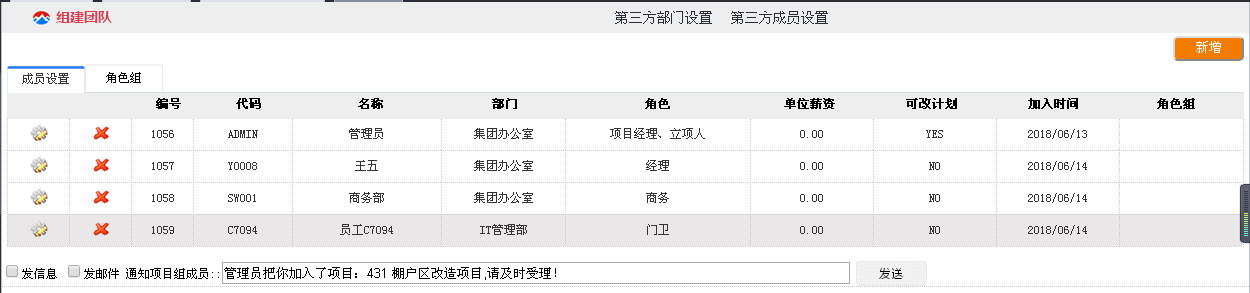 组建团队 第三方部门设置 第三方成员设置
新增
成员设置 角色组
编号 代码 名称 部门 角色 单位薪资 可改计划 加入时间 角色组
1056 ADMIN 管理员 集团办公室 项目经理、立项人 0.00 YES 2018/06/13
1057 Y0008 王五 集团办公室 经理 0.00 NO 2018/06/14
1058 SW001 商务部 集团办公室 商务 0.00 NO 2018/06/14
1059 C7094 员工C7094 IT管理部 门卫 0.00 NO 2018/06/14
发信息 发邮件 通知项目组成员:: 管理员把你加入了项目：431 棚户区改造项目,请及时受理！ 发送